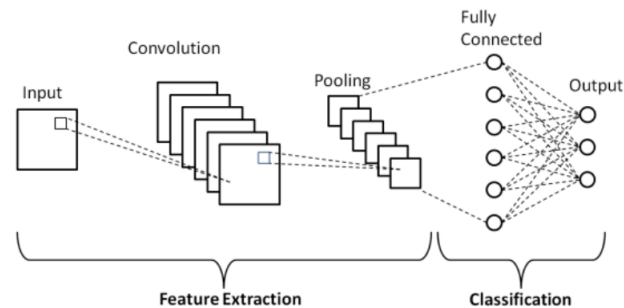 Input
Convolution
Pooling
Fully
Connected
Output
Feature Extraction
Classification